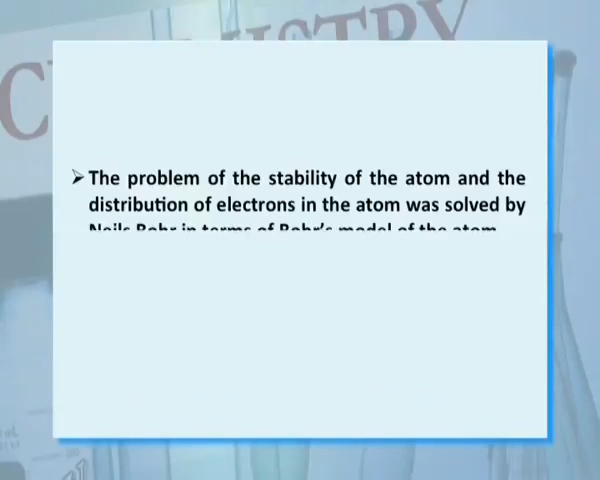 ➢ The problem of the stability of the atom and the
distribution of electrons in the atom was solved by
Neils Bohr in terms of Bohr's model of the atom